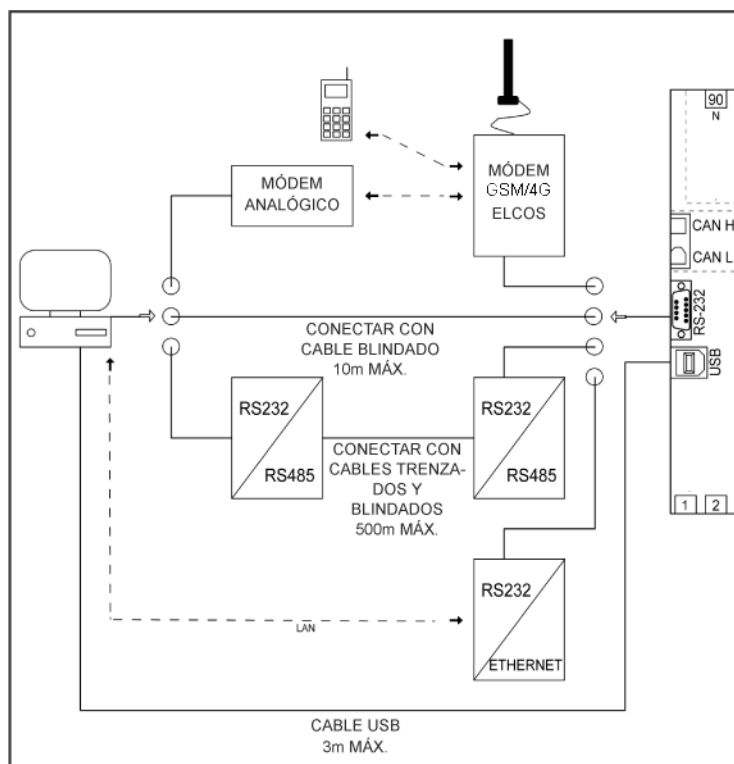 90
N
MÓDEM
ANALÓGICO
MÓDEM
GSM/4G
ELCOS
CAN H
CAN L
RS-232
USB
CONECTAR CON
CABLE BLINDADO
10m MÁX.
RS232
RS485
CONECTAR CON
CABLES TRENZA-
DOS Y
BLINDADOS
500m MÁX.
RS232
RS485
1
2
RS232
ETHERNET
LAN
CABLE USB
3m MÁX.